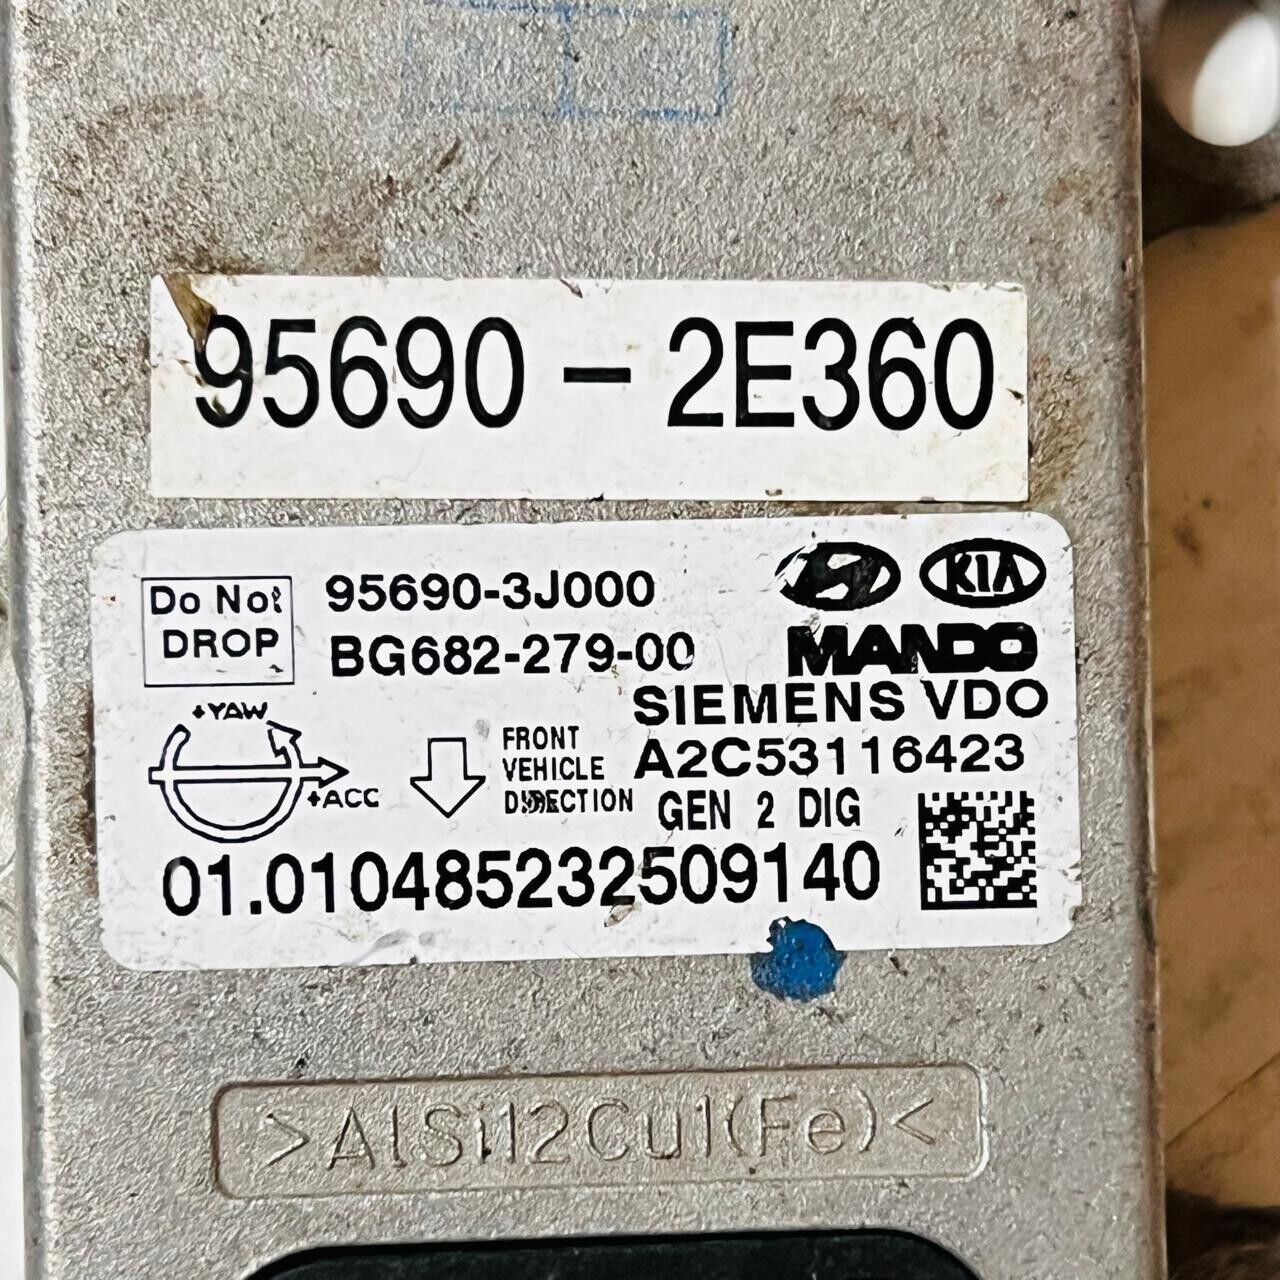 95690 - 2E360
Do Not
DROP
95690-3J000
BG682-279-00
KIA
MANDO
SIEMENS VDO
A2C53116423
GEN 2 DIG
+YAW
+ACC
FRONT
VEHICLE
DIRECTION
01.010485232509140
>AlSi12Cu1(Fe)<